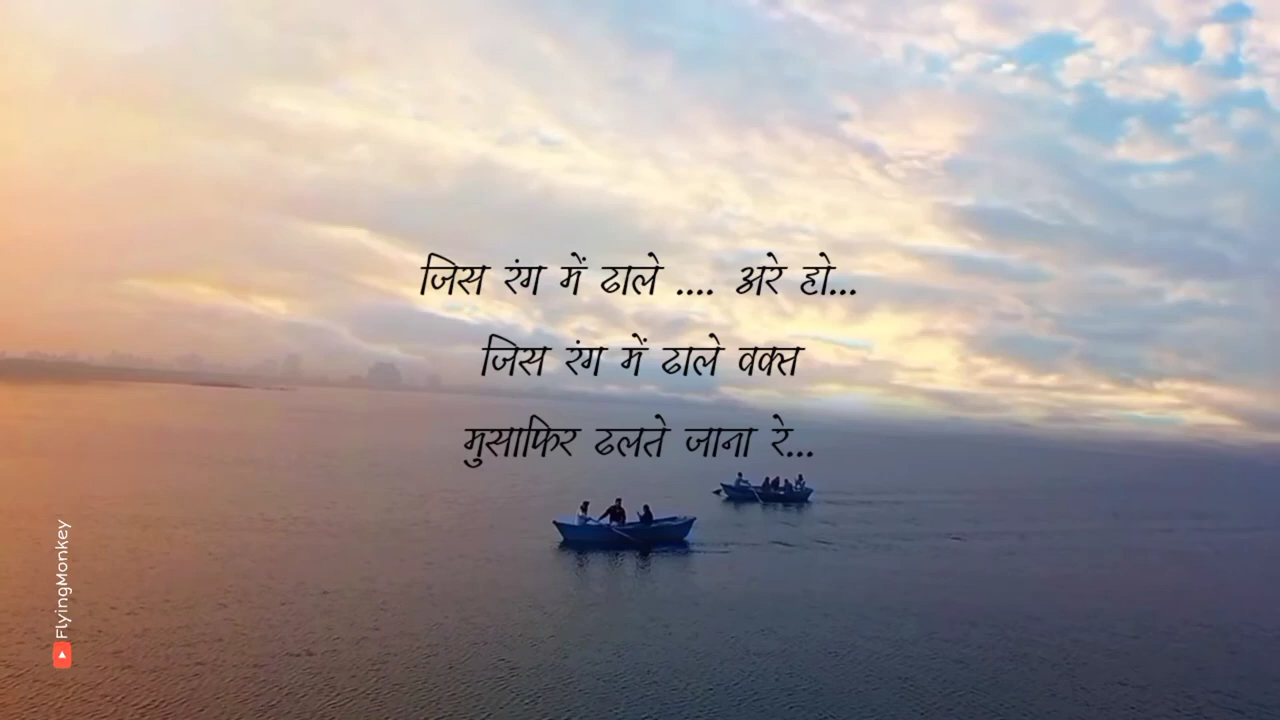 जिस रंग में ढाले .... अरे हो...
जिस रंग में ढाले वक्त
मुसाफिर ढलते जाना रे...
FlyingMonkey